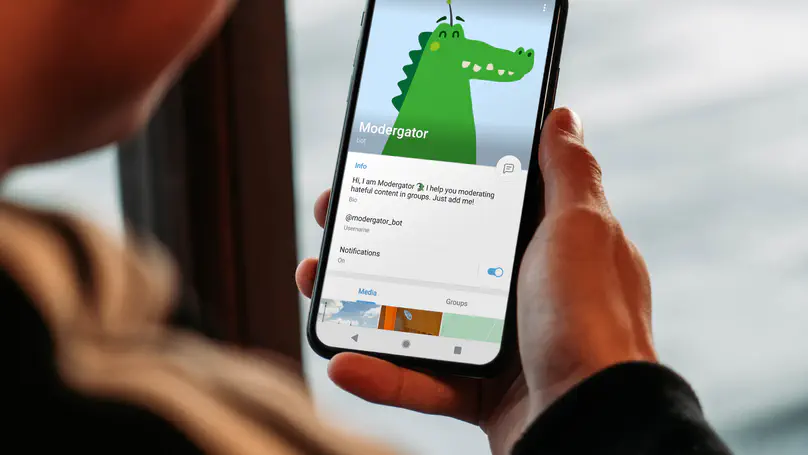 Modergator
bot
Info
Hi, I am Modergator 🐊 I help you moderating
hateful content in groups. Just add me!
Bio
@modergator_bot
Username
Notifications
On
Media
Groups